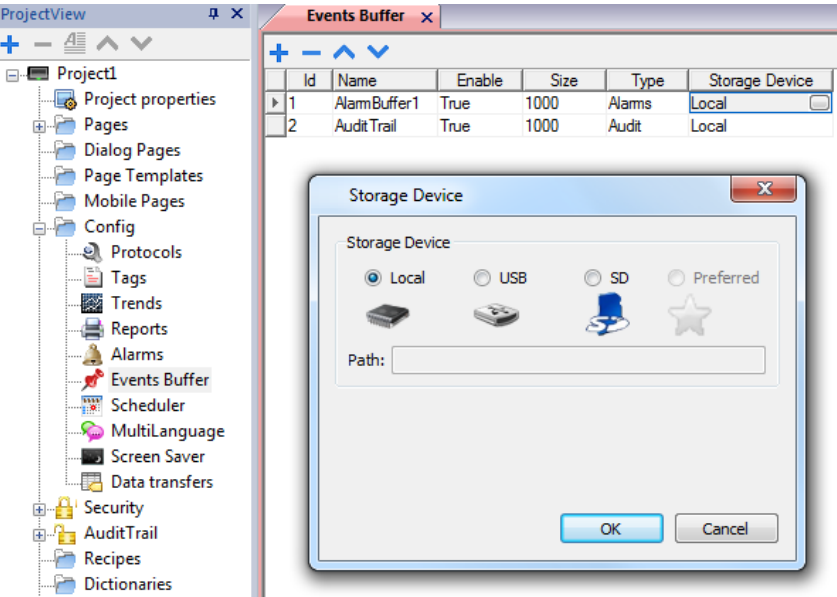 ProjectView
Project1
Project properties
Pages
Dialog Pages
Page Templates
Mobile Pages
Config
Protocols
Tags
Trends
Reports
Alarms
Events Buffer
Scheduler
MultiLanguage
Screen Saver
Data transfers
Security
AuditTrail
Recipes
Dictionaries
Events Buffer
Id Name Enable Size Type Storage Device
1 AlarmBuffer1 True 1000 Alarms Local
2 AuditTrail True 1000 Audit Local
Storage Device
Storage Device
Local USB SD Preferred
Path:
OK Cancel